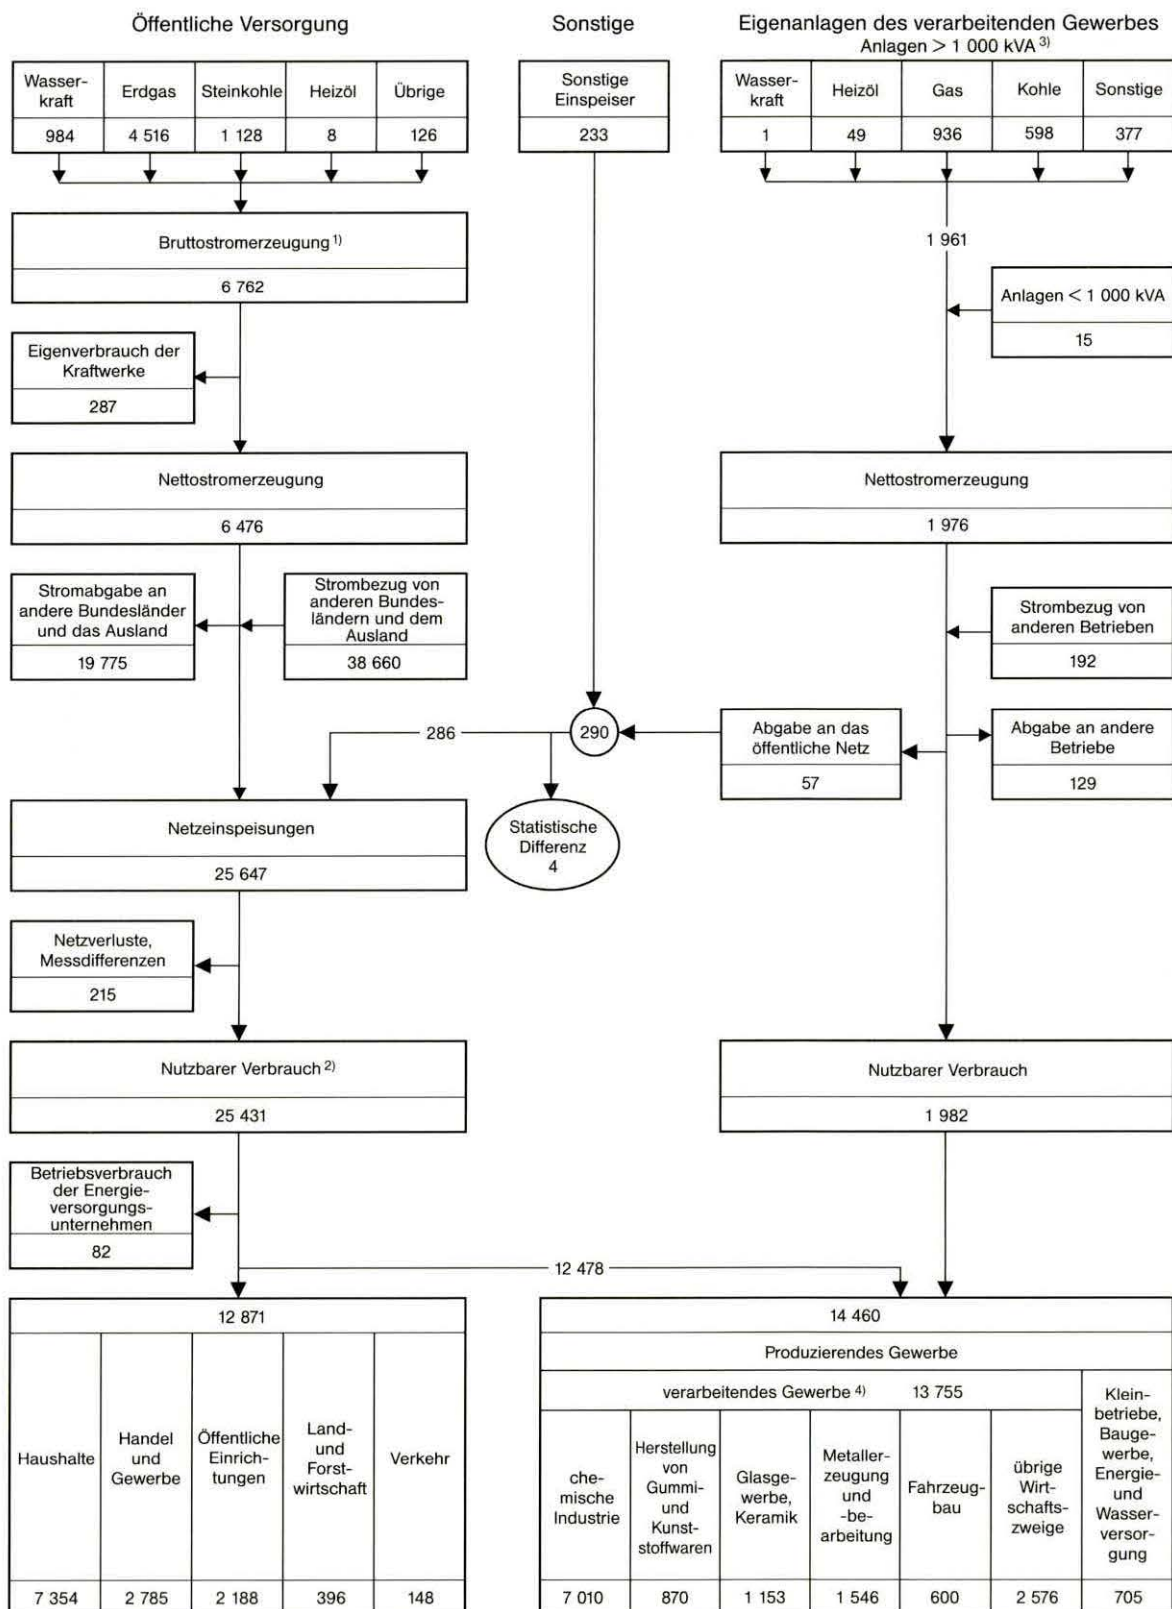 Öffentliche Versorgung
Sonstige
Eigenanlagen des verarbeitenden Gewerbes
Anlagen > 1 000 kVA 3)
Wasser-
kraft
984
Erdgas
4 516
Steinkohle
1 128
Heizöl
8
Übrige
126
Sonstige
Einspeiser
233
Wasser-
kraft
1
Heizöl
49
Gas
936
Kohle
598
Sonstige
377
Bruttostromerzeugung 1)
6 762
1 961
Anlagen < 1 000 kVA
15
Eigenverbrauch der
Kraftwerke
287
Nettostromerzeugung
6 476
Nettostromerzeugung
1 976
Stromabgabe an
andere Bundesländer
und das Ausland
19 775
Strombezug von
anderen Bundes-
ländern und dem
Ausland
38 660
Strombezug von
anderen Betrieben
192
286
290
Abgabe an das
öffentliche Netz
57
Abgabe an andere
Betriebe
129
Netzeinspeisungen
25 647
Statistische
Differenz
4
Netzverluste,
Messdifferenzen
215
Nutzbarer Verbrauch 2)
25 431
Nutzbarer Verbrauch
1 982
Betriebsverbrauch
der Energie-
versorgungs-
unternehmen
82
12 478
12 871
Haushalte
7 354
Handel
und
Gewerbe
2 785
Öffentliche
Einrich-
tungen
2 188
Land-
und
Forst-
wirtschaft
396
Verkehr
148
14 460
Produzierendes Gewerbe
verarbeitendes Gewerbe 4) 13 755
che-
mische
Industrie
7 010
Herstellung
von
Gummi-
und
Kunst-
stoffwaren
870
Glasge-
werbe,
Keramik
1 153
Metaller-
zeugung
und
-be-
arbeitung
1 546
Fahrzeug-
bau
600
übrige
Wirt-
schafts-
zweige
2 576
Klein-
betriebe,
Bauge-
werbe,
Energie-
und
Wasser-
versor-
gung
705